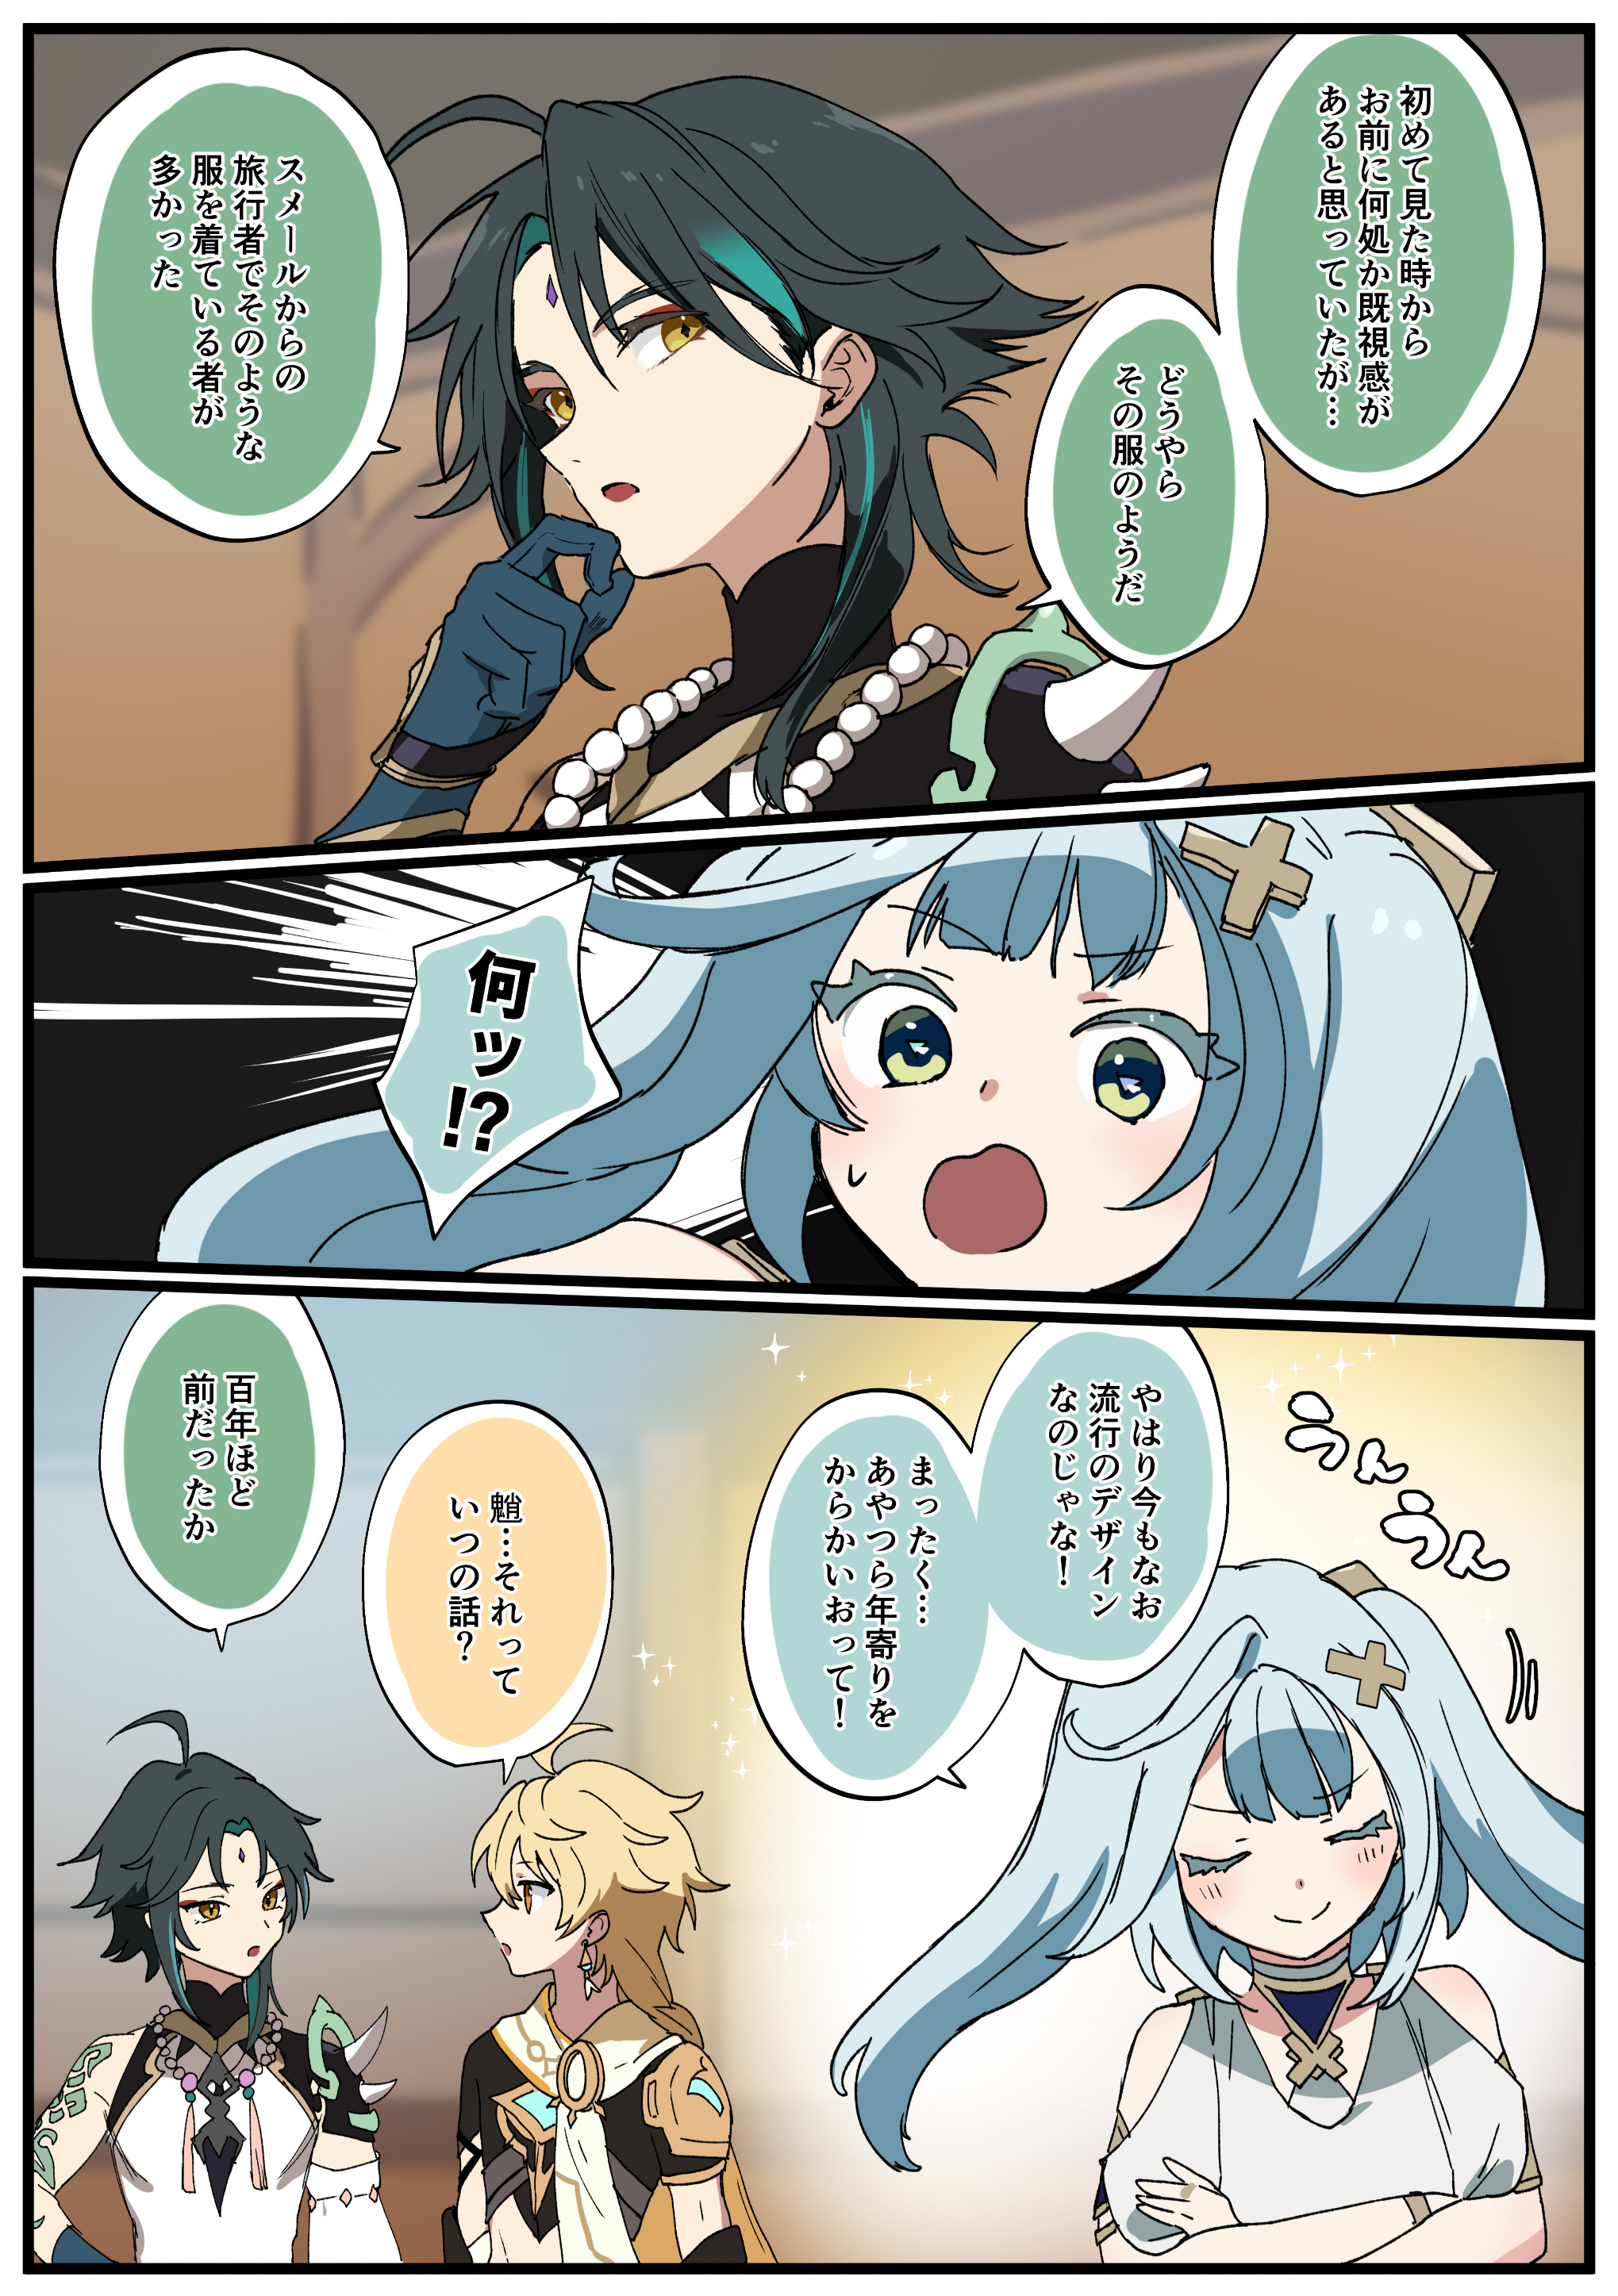 初めて見た時から
お前に何処か既視感が
あると思っていたが…
どうやら
その服のようだ
スメールからの
旅行者でそのような
服を着ている者が
多かった
何ッ!?
うんうん
やはり今もなお
流行のデザイン
なのじゃな！
まったく…
あやつら年寄りを
からかいおって！
魈…それって
いつの話？
百年ほど
前だったか